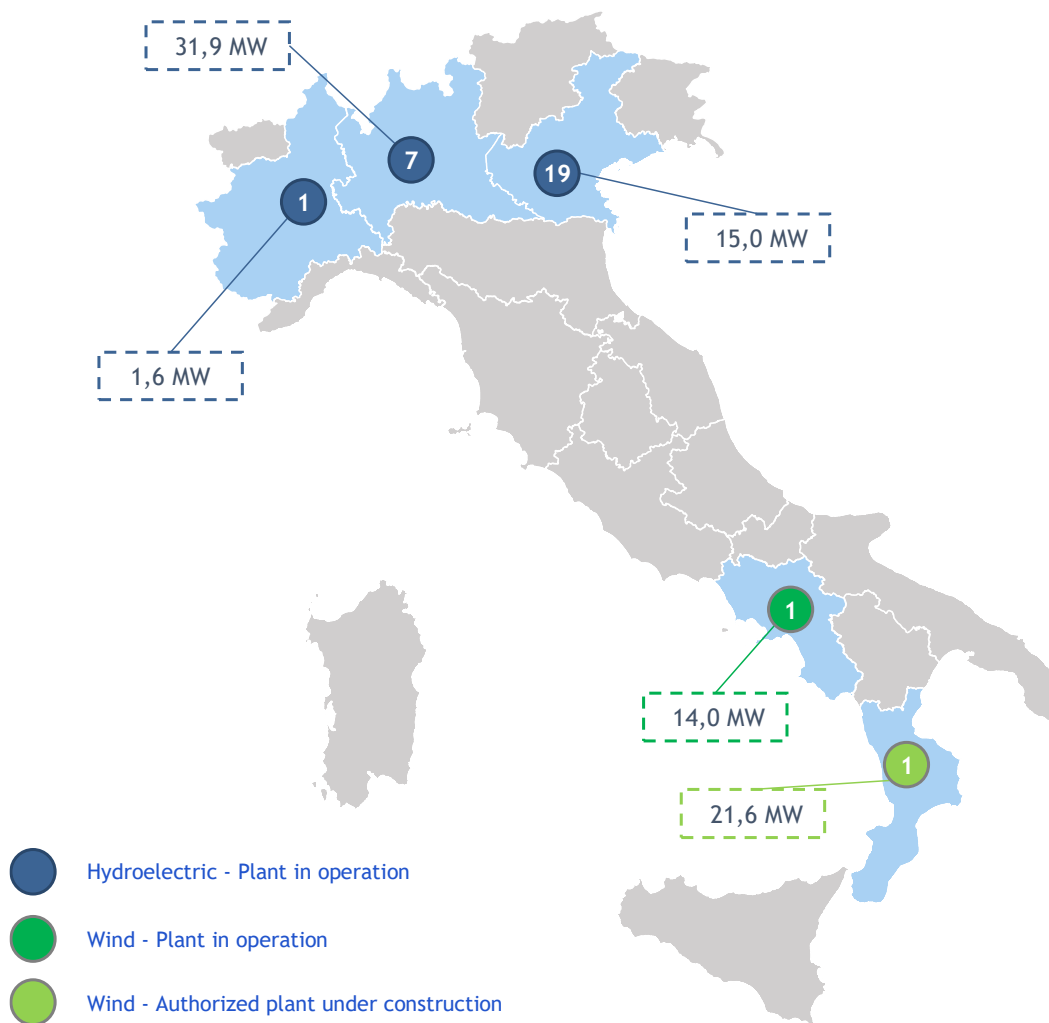 31,9 MW
7
19
1
15,0 MW
1,6 MW
1
14,0 MW
1
21,6 MW
Hydroelectric - Plant in operation
Wind - Plant in operation
Wind - Authorized plant under construction